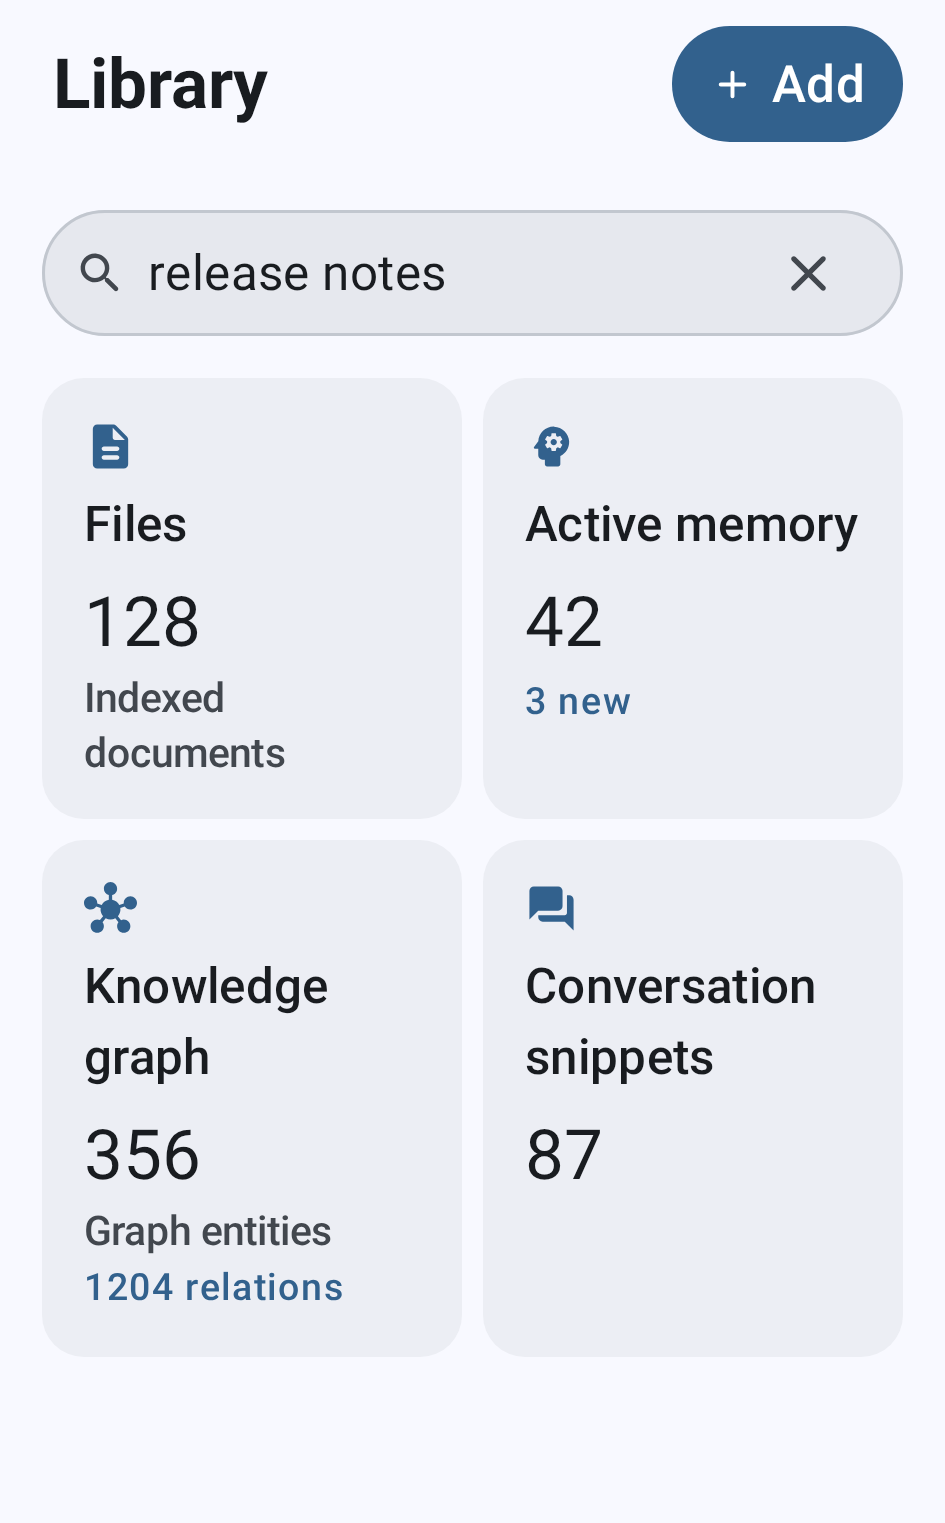 Library
+ Add
release notes
Files
128
Indexed
documents
Active memory
42
3 new
Knowledge
graph
356
Graph entities
1204 relations
Conversation
snippets
87